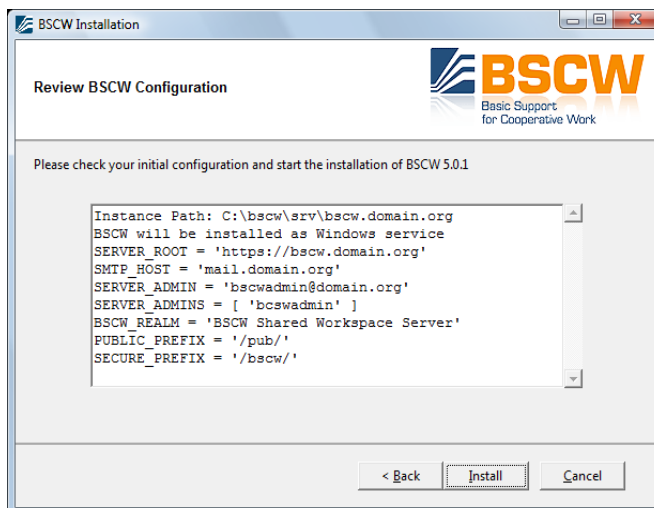 BSCW Installation
Review BSCW Configuration
BSCW
Basic Support
for Cooperative Work
Please check your initial configuration and start the installation of BSCW 5.0.1
Instance Path: C:\bscw\srv\bscw.domain.org
BSCW will be installed as Windows service
SERVER_ROOT = 'https://bscw.domain.org'
SMTP_HOST = 'mail.domain.org'
SERVER_ADMIN = 'bscwadmin@domain.org'
SERVER_ADMINS = [ 'bcswadmin' ]
BSCW_REALM = 'BSCW Shared Workspace Server'
PUBLIC_PREFIX = '/pub/'
SECURE_PREFIX = '/bscw/'
< Back Install Cancel